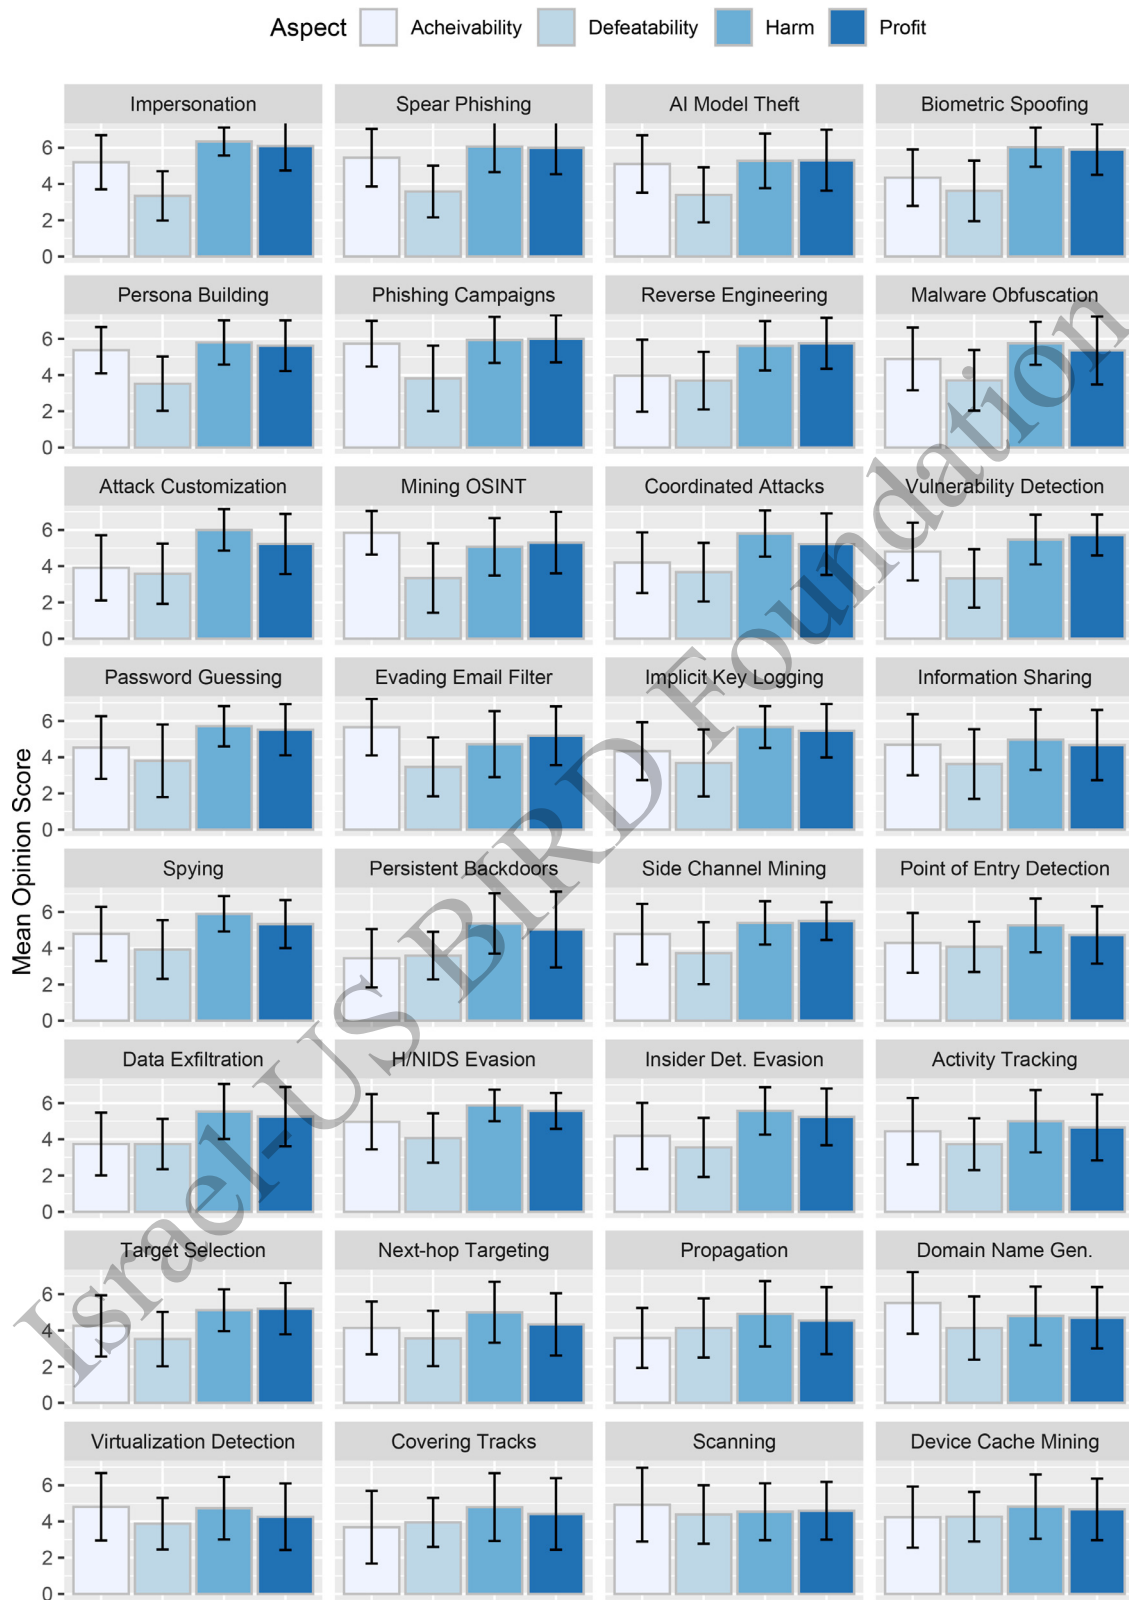 Aspect Acheivability Defeatability Harm Profit
Impersonation Spear Phishing AI Model Theft Biometric Spoofing
6
4
2
0
Persona Building Phishing Campaigns Reverse Engineering Malware Obfuscation
6
4
2
0
Attack Customization Mining OSINT Coordinated Attacks Vulnerability Detection
6
4
2
0
Password Guessing Evading Email Filter Implicit Key Logging Information Sharing
6
4
2
0
Mean Opinion Score
Spying Persistent Backdoors Side Channel Mining Point of Entry Detection
6
4
2
0
Data Exfiltration H/NIDS Evasion Insider Det. Evasion Activity Tracking
6
4
2
0
Target Selection Next-hop Targeting Propagation Domain Name Gen.
6
4
2
0
Virtualization Detection Covering Tracks Scanning Device Cache Mining
6
4
2
0
Israel-US BIRD Foundation